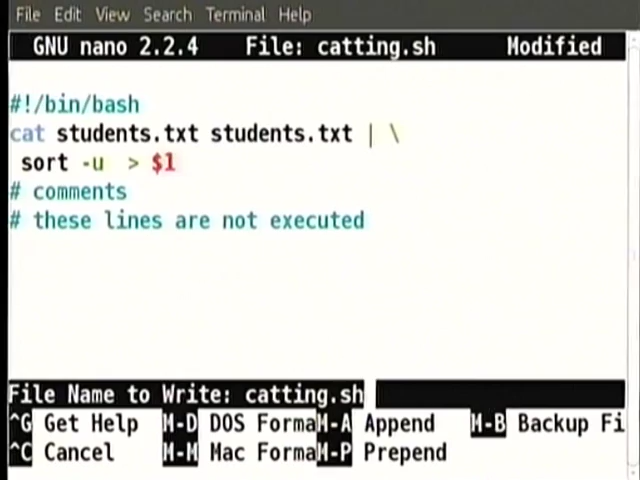 File Edit View Search Terminal Help
GNU nano 2.2.4 File: catting.sh Modified
#!/bin/bash
cat students.txt students.txt | \
sort -u > $1
# comments
# these lines are not executed
File Name to Write: catting.sh
^G Get Help M-D DOS Forma M-A Append M-B Backup Fi
^C Cancel M-M Mac Forma M-P Prepend